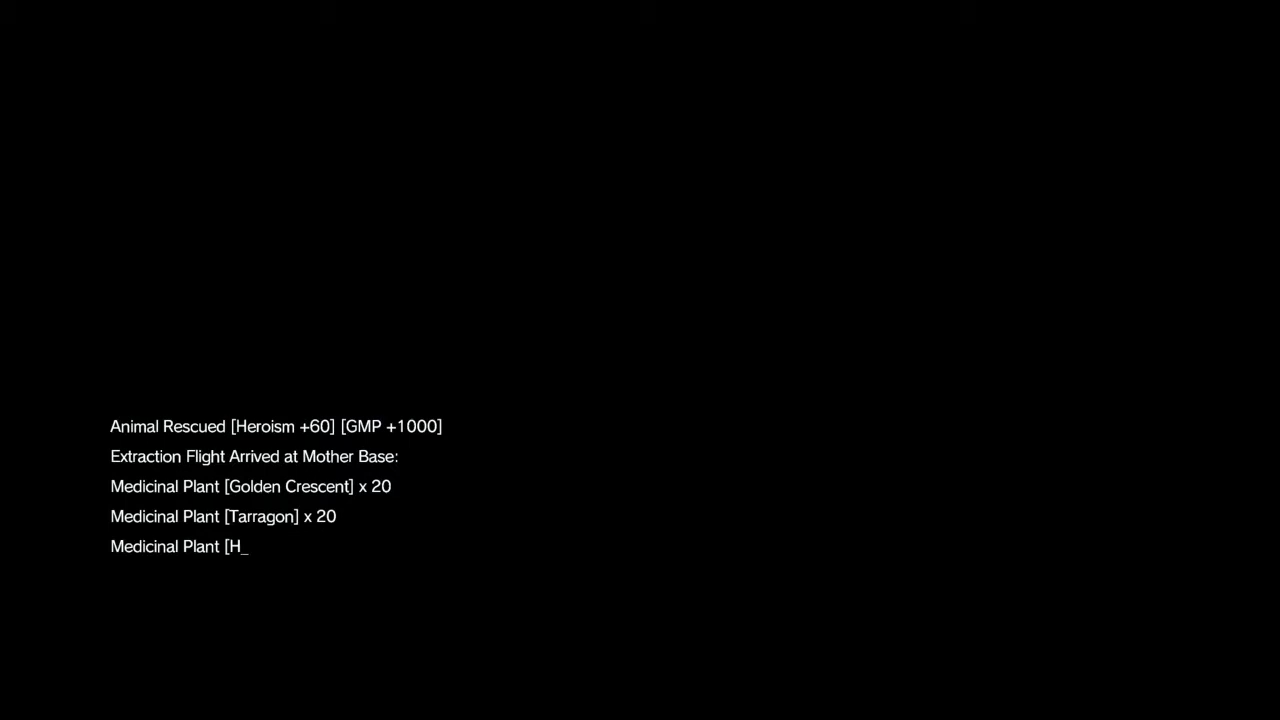 Animal Rescued [Heroism +60] [GMP +1000]
Extraction Flight Arrived at Mother Base:
Medicinal Plant [Golden Crescent] x 20
Medicinal Plant [Tarragon] x 20
Medicinal Plant [H_